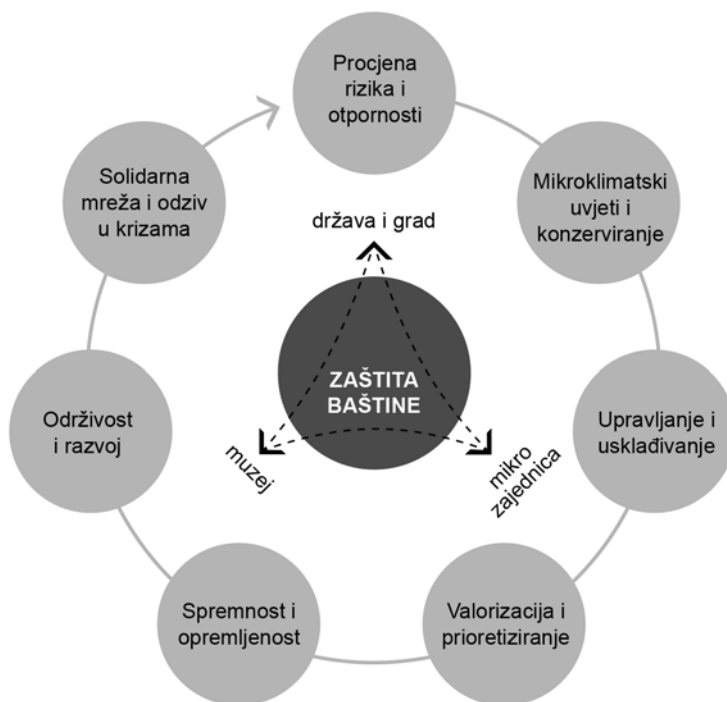 Procjena
rizika i
otpornosti
Mikroklimatski
uvjeti i
konzerviranje
Upravljanje i
usklađivanje
Valorizacija i
prioretiziranje
Spremnost i
opremljenost
Održivost
i razvoj
Solidarna
mreža i odziv
u krizama
država i grad
ZAŠTITA
BAŠTINE
muzej
mikro
zajednica